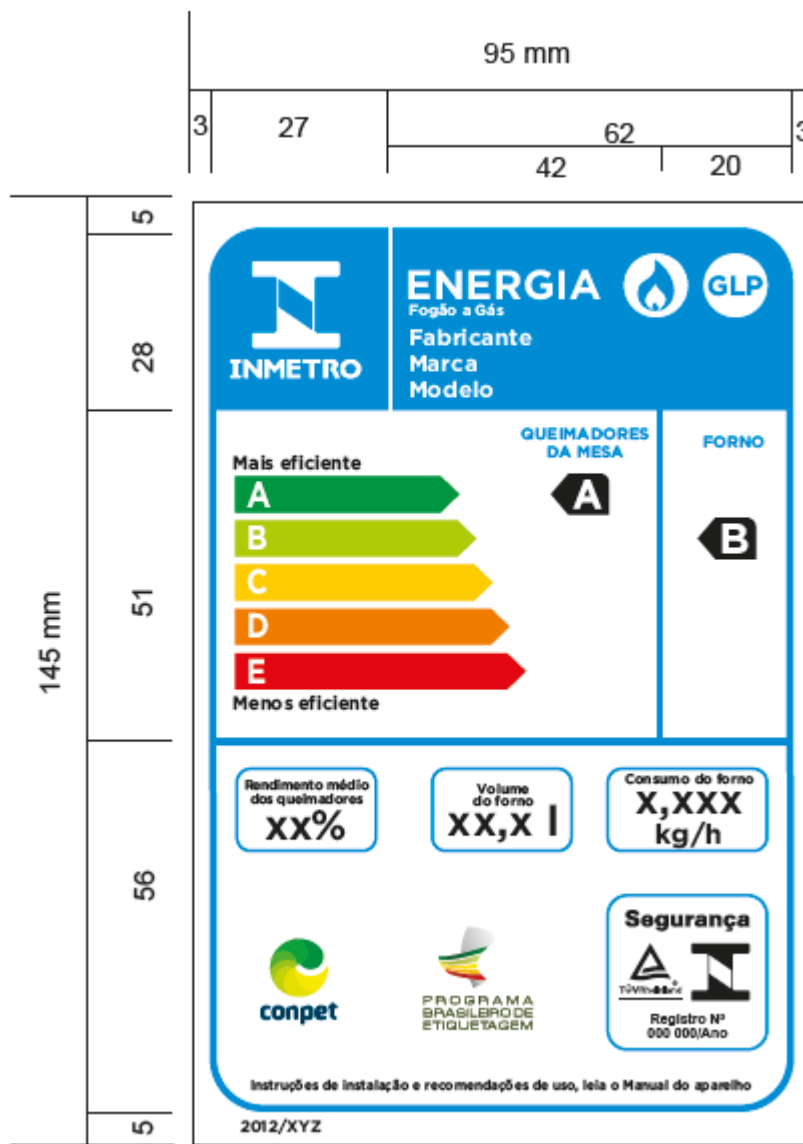 95 mm
3 27 62 3
42 20
5
28
145 mm
51
56
5
INMETRO
ENERGIA GLP
Fogão a Gás
Fabricante
Marca
Modelo
QUEIMADORES
DA MESA
FORNO
Mais eficiente
A A
B B
C
D
E
Menos eficiente
Rendimento médio
dos queimadores
xx%
Volume
do forno
xx,x l
Consumo do forno
x,xxx
kg/h
conpet
PROGRAMA
BRASILEIRO DE
ETIQUETAGEM
Segurança
TÜVRheinland
Registro Nº
000 000/Ano
Instruções de instalação e recomendações de uso, leia o Manual do aparelho
2012/XYZ